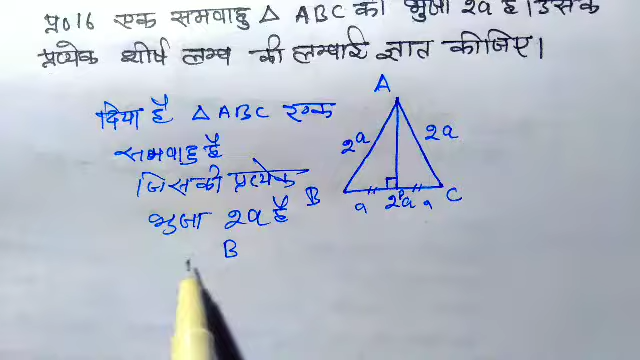 प्र०16 एक समबाहु △ ABC की भुजा 2a है। उसके
प्रत्येक शीर्ष लम्ब की लम्बाई ज्ञात कीजिए।
A
दिया है △ ABC एक
समबाहु है
2a 2a
जिसकी प्रत्येक
B a 2a a C
भुजा 2a है
B